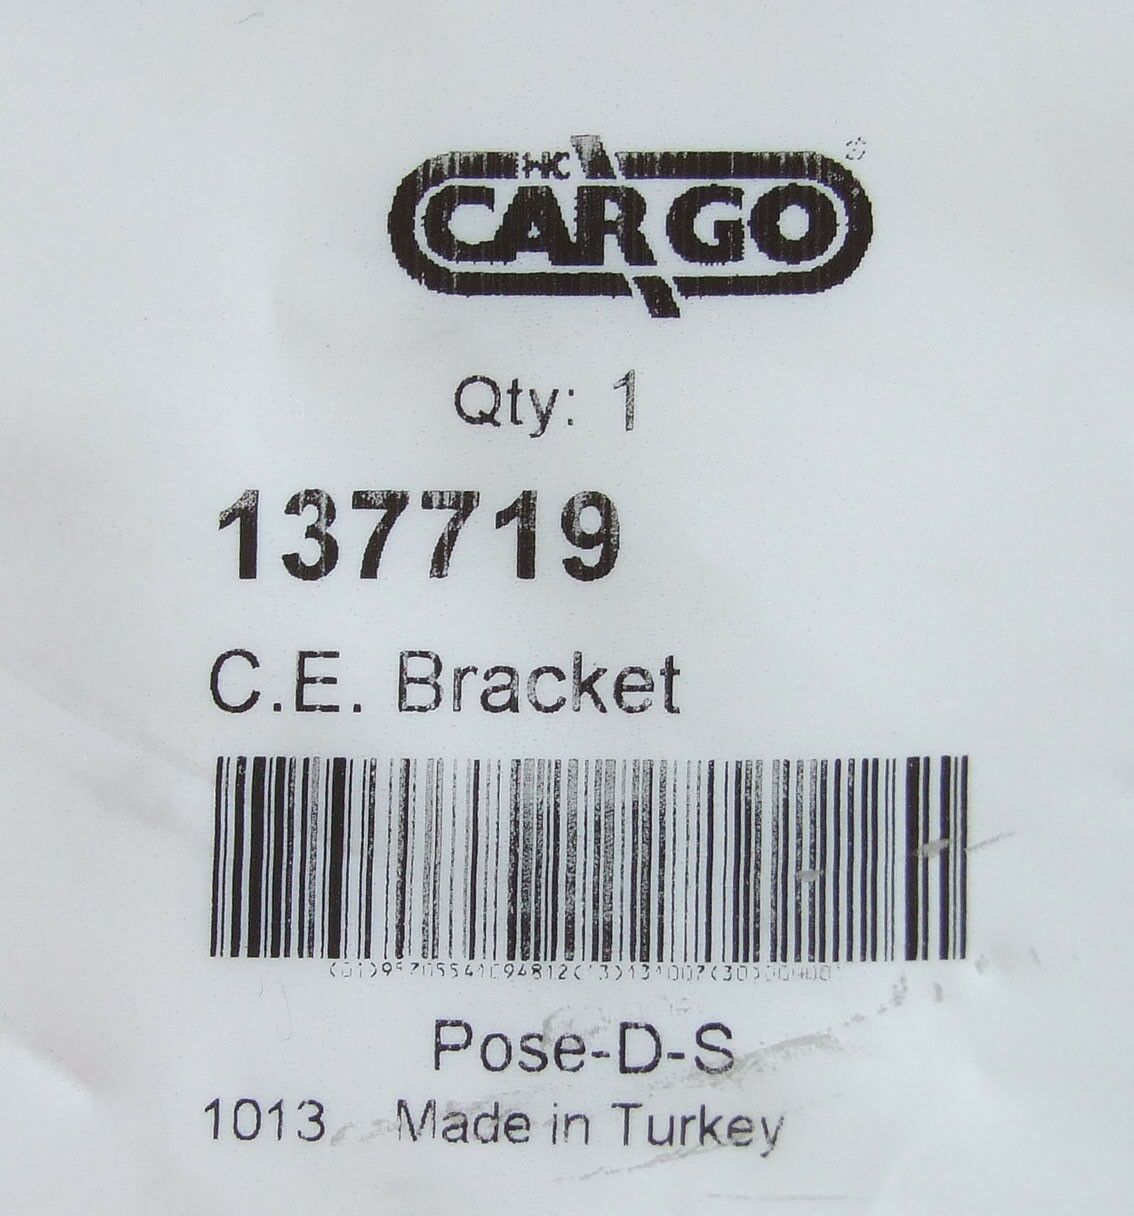 HC
CARGO®
Qty: 1
137719
C.E. Bracket
Pose-D-S
1013 Made in Turkey